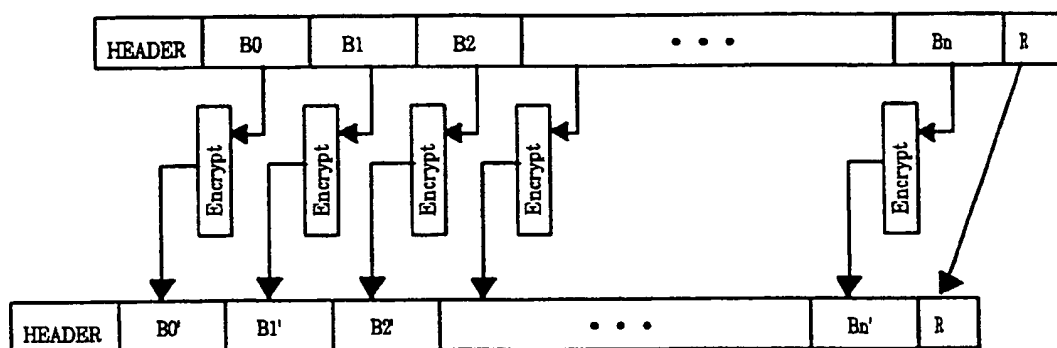 HEADER B0 B1 B2 • • • Bn R
Encrypt Encrypt Encrypt Encrypt Encrypt
HEADER B0' B1' B2' • • • Bn' R